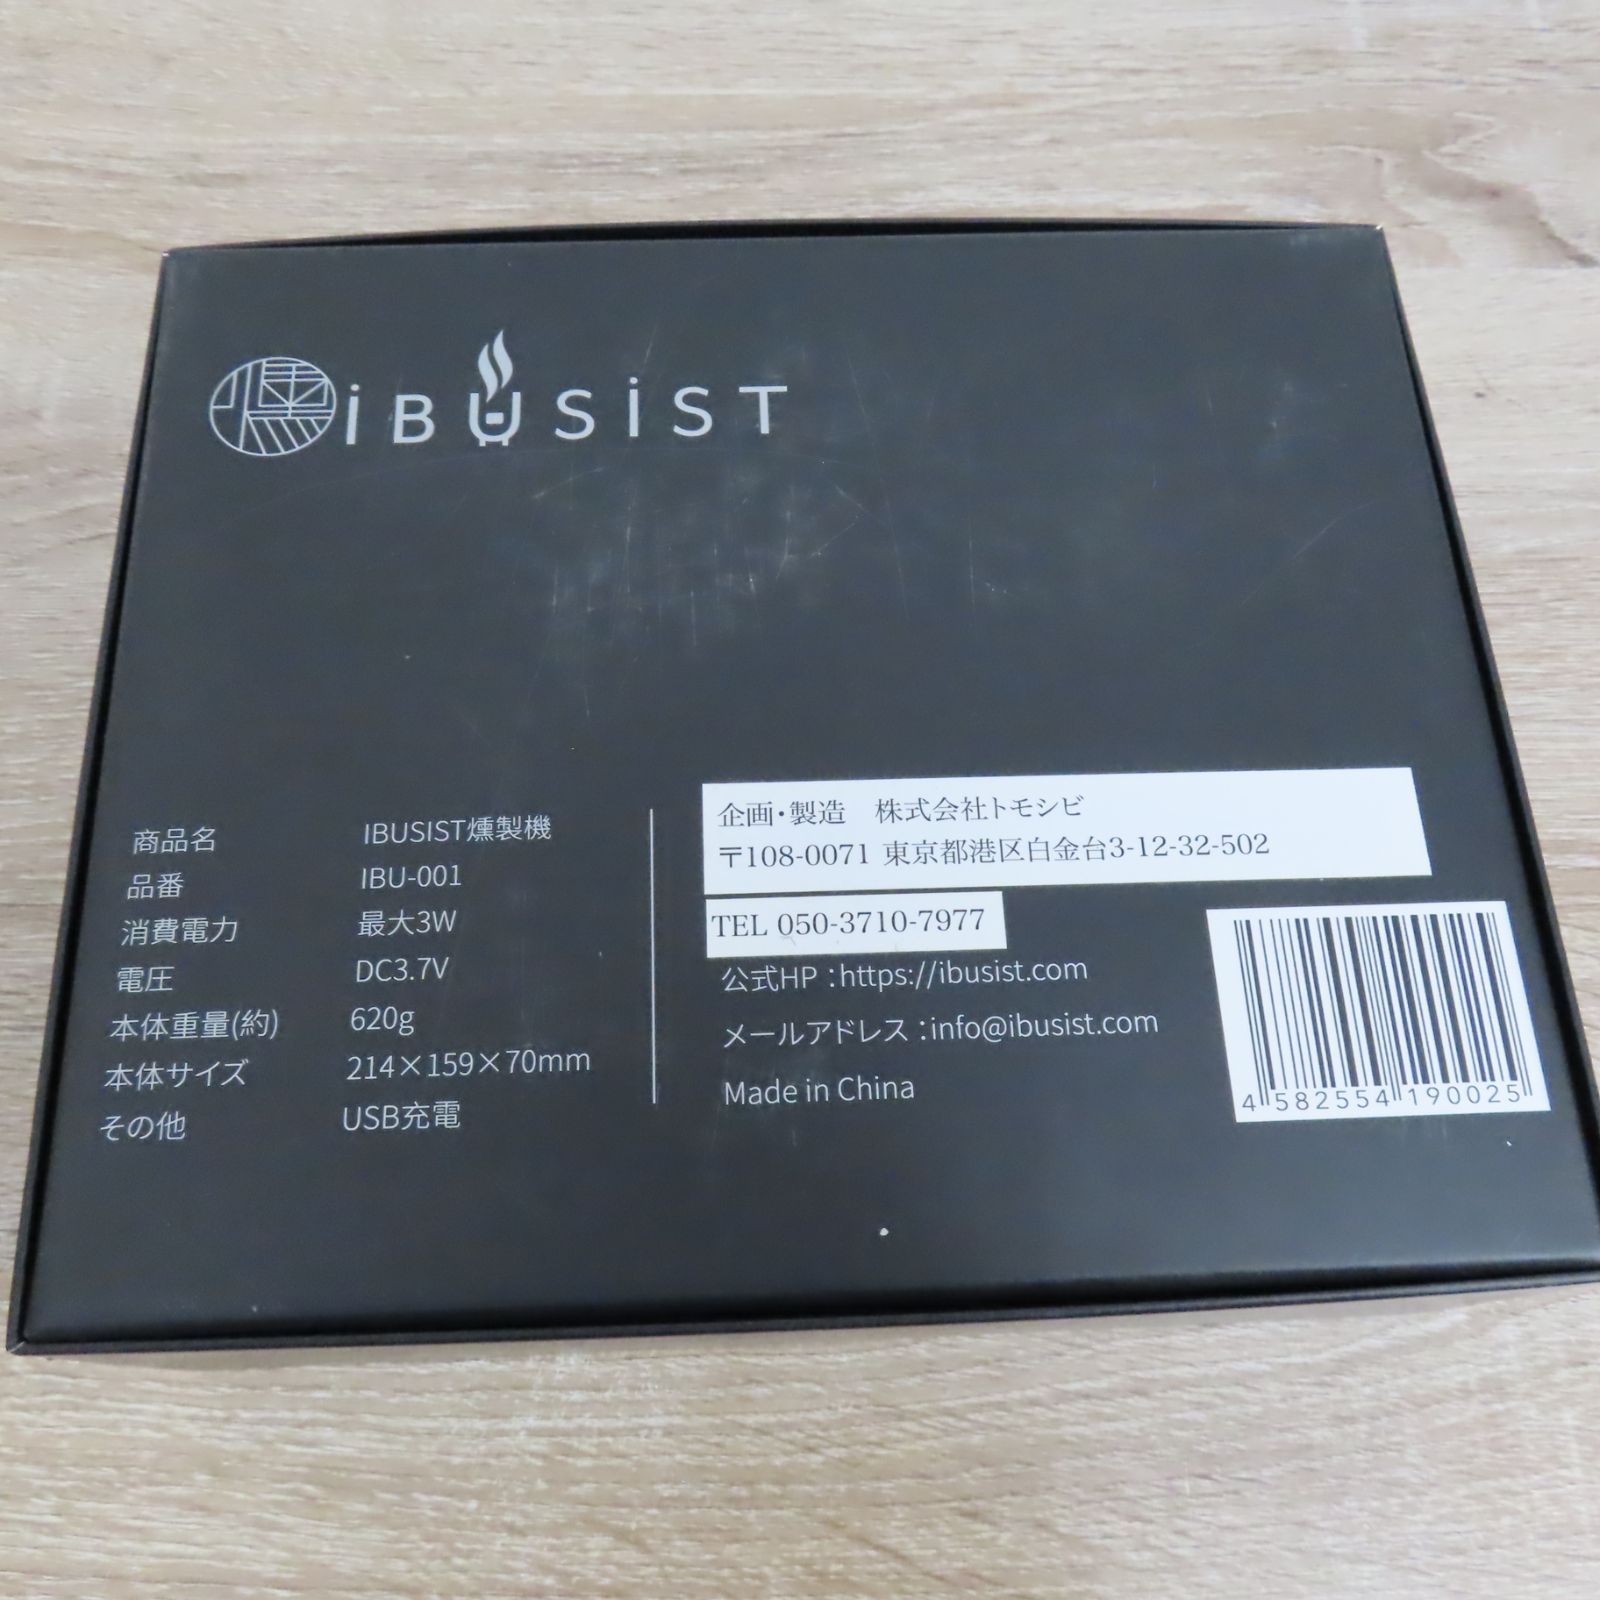 燻 iBUSiST
商品名 IBUSIST燻製機
品番 IBU-001
消費電力 最大3W
電圧 DC3.7V
本体重量(約) 620g
本体サイズ 214×159×70mm
その他 USB充電
企画・製造 株式会社トモシビ
〒108-0071 東京都港区白金台3-12-32-502
TEL 050-3710-7977
公式HP：https://ibusist.com
メールアドレス：info@ibusist.com
Made in China
4 582554 190025